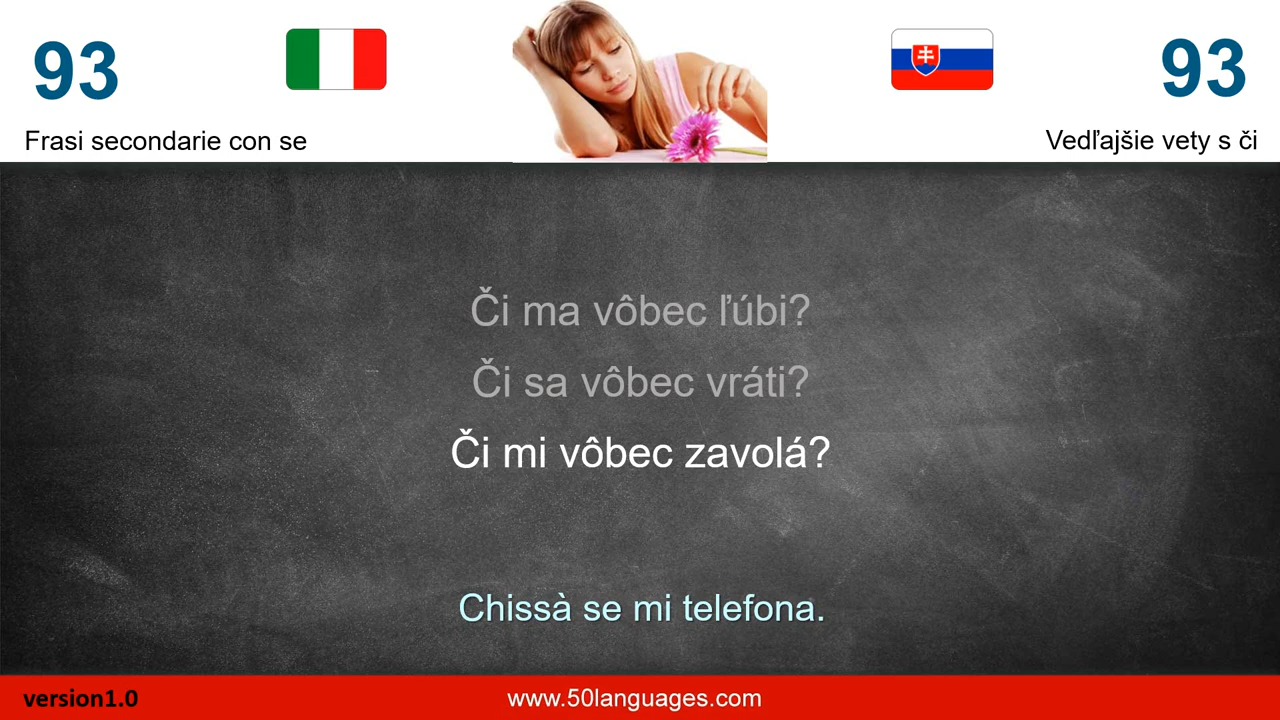 93
93
Frasi secondarie con se
Vedľajšie vety s či
Či ma vôbec ľúbi?
Či sa vôbec vráti?
Či mi vôbec zavolá?
Chissà se mi telefona.
version1.0
www.50languages.com